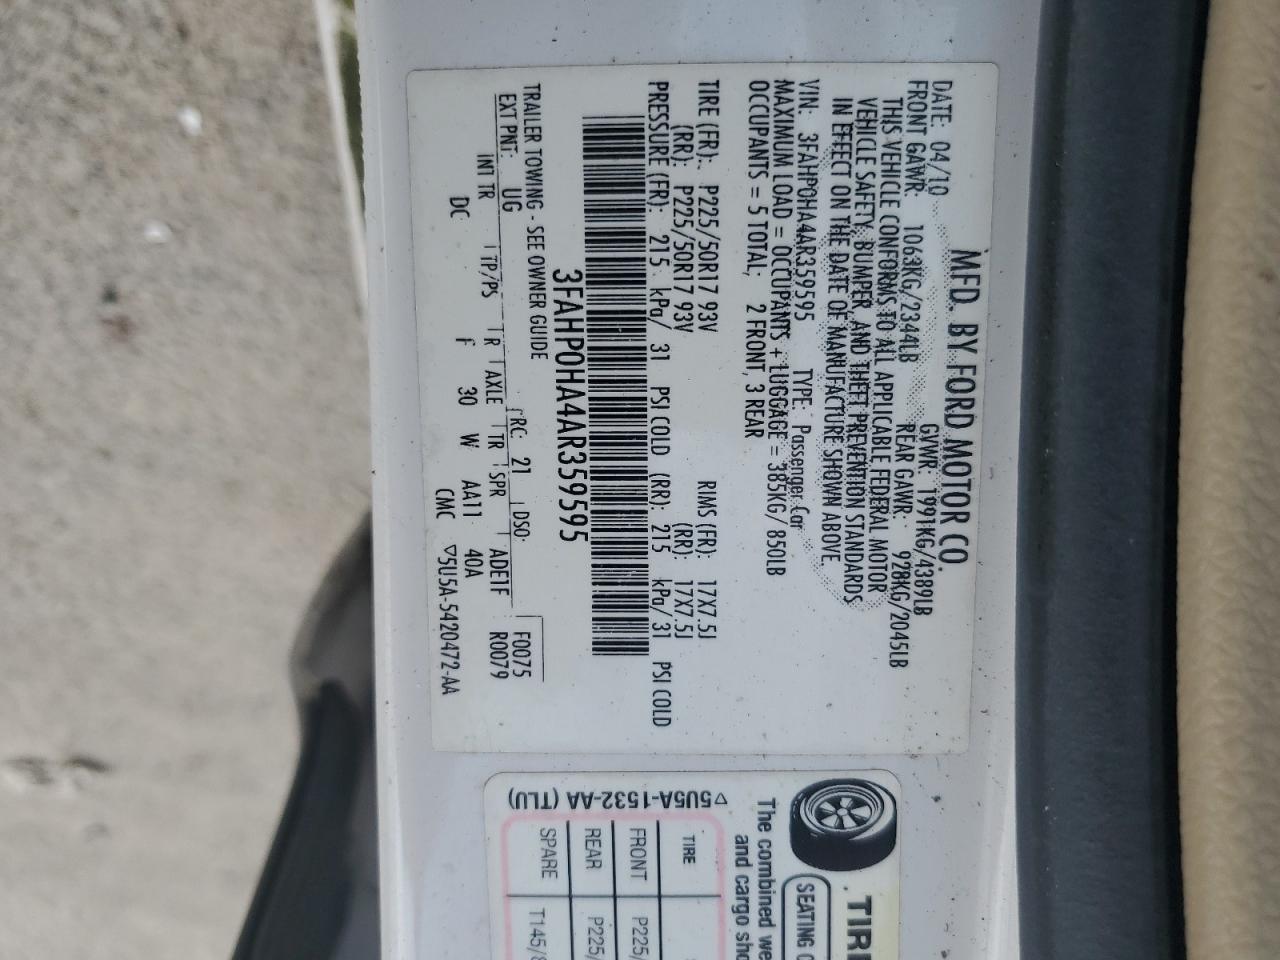 MFD. BY FORD MOTOR CO.
DATE: 04/10 GVWR: 1991KG/4389LB
FRONT GAWR: 1063KG/2344LB REAR GAWR: 928KG/2045LB
THIS VEHICLE CONFORMS TO ALL APPLICABLE FEDERAL MOTOR
VEHICLE SAFETY, BUMPER, AND THEFT PREVENTION STANDARDS
IN EFFECT ON THE DATE OF MANUFACTURE SHOWN ABOVE.
VIN: 3FAHP0HA4AR359595 TYPE: Passenger Car
MAXIMUM LOAD = OCCUPANTS + LUGGAGE = 385KG/ 850LB
OCCUPANTS = 5 TOTAL, 2 FRONT, 3 REAR
TIRE (FR): P225/50R17 93V RIMS (FR): 17X7.5J
(RR): P225/50R17 93V (RR): 17X7.5J
PRESSURE (FR): 215 kPa/ 31 PSI COLD (RR): 215 kPa/ 31 PSI COLD
3FAHP0HA4AR359595
TRAILER TOWING - SEE OWNER GUIDE
F0075
EXT PNT: UG RC: 21 DSO: R0079
INT TR TP/PS R AXLE TR SPR ADE1F
DC f 30 W AA11 40A
CMC ▽5U5A-5420472-AA
TIRE
SEATING
The combined
and cargo
TIRE
FRONT P225/
REAR P225/
SPARE T145/
▽5U5A-1532-AA (TLU)